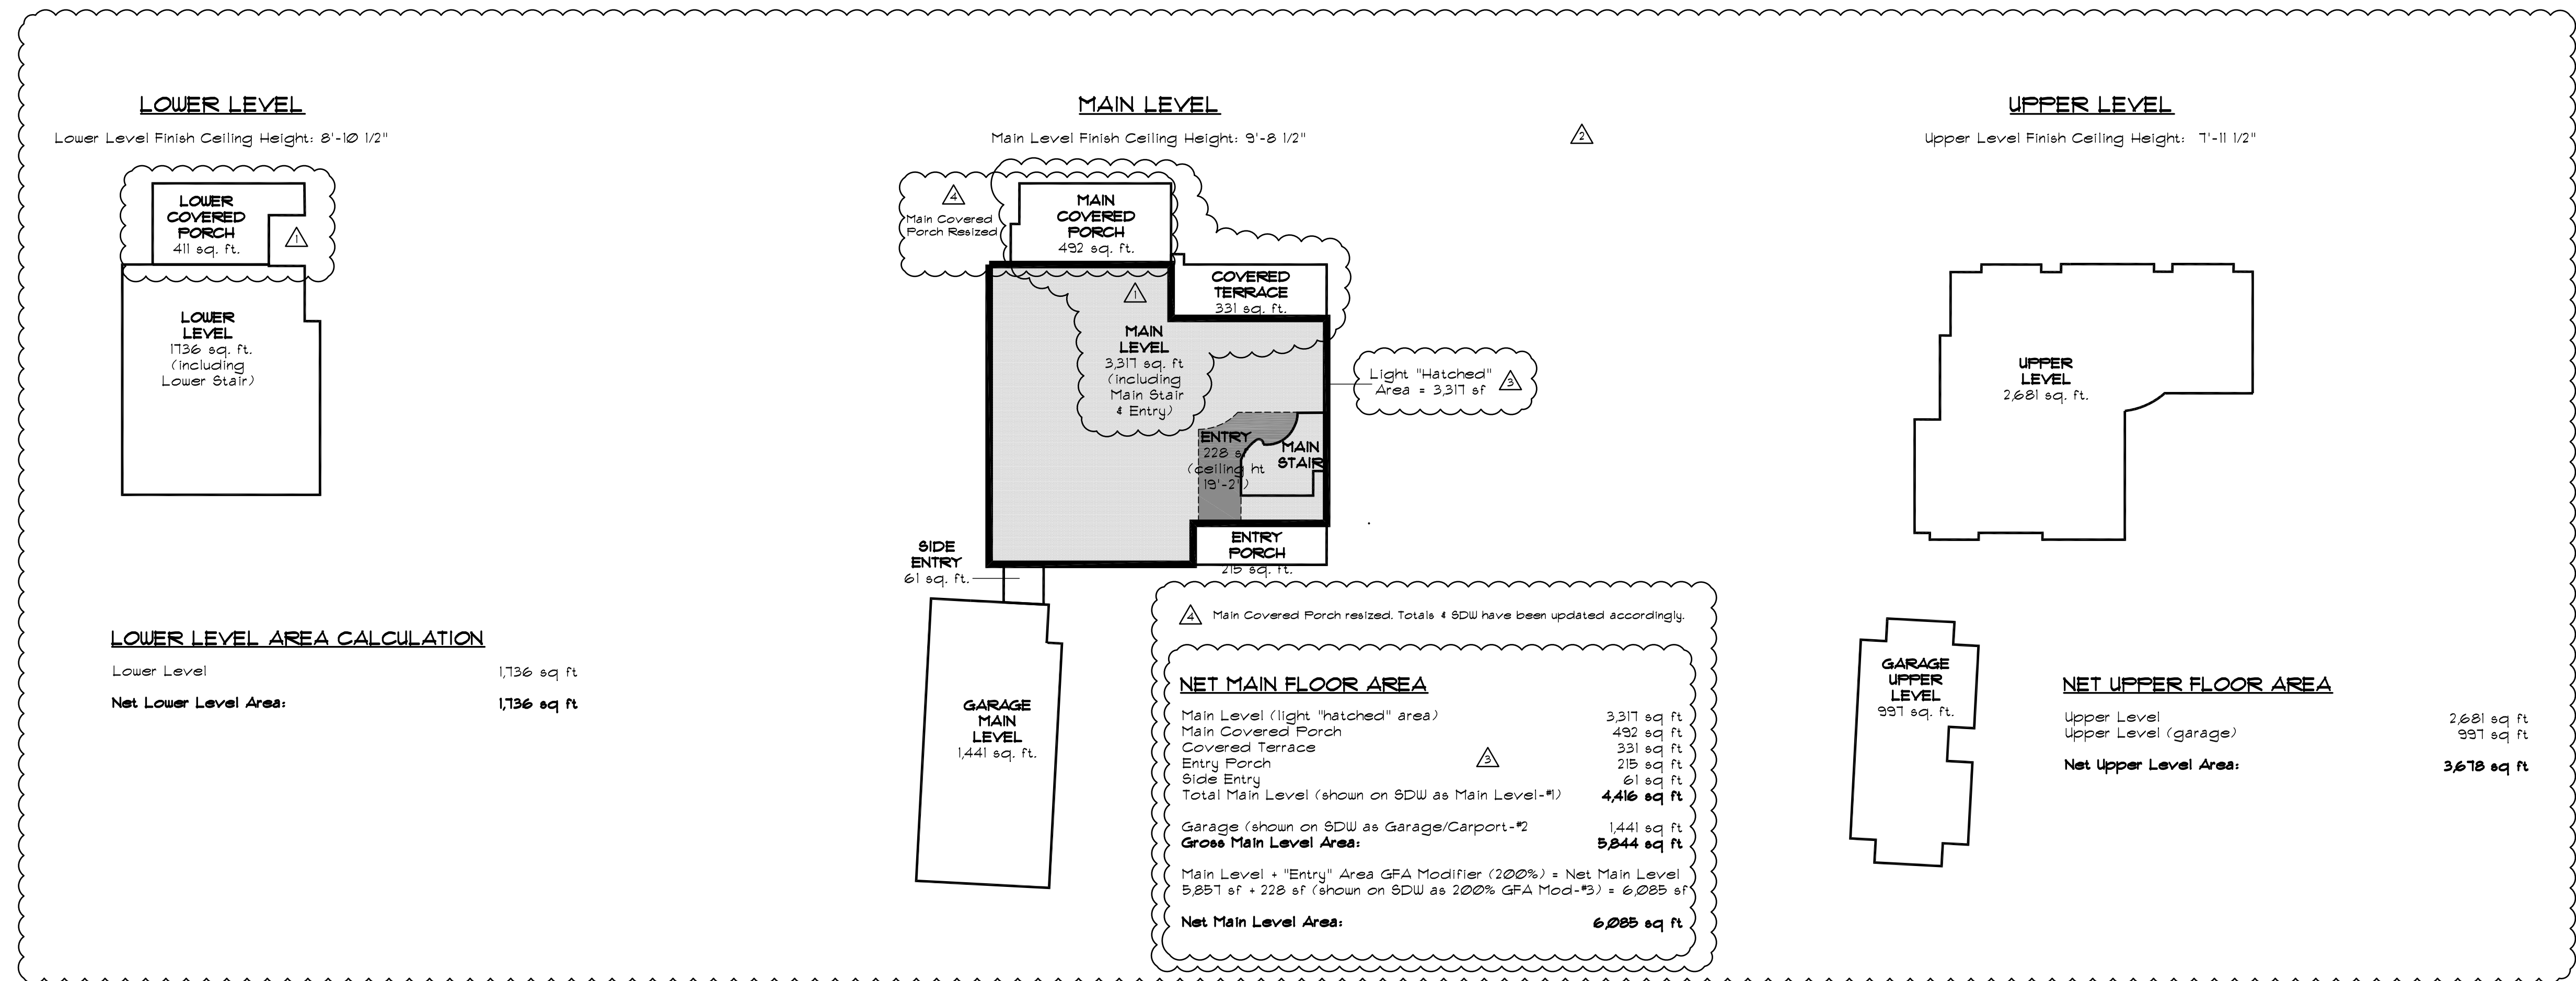 LOWER LEVEL
Lower Level Finish Ceiling Height: 8'-10 1/2"
LOWER
COVERED
PORCH
411 sq. ft.
1
LOWER
LEVEL
1736 sq. ft.
(including
Lower Stair)
LOWER LEVEL AREA CALCULATION
Lower Level 1,736 sq ft
Net Lower Level Area: 1,736 sq ft
MAIN LEVEL
Main Level Finish Ceiling Height: 9'-8 1/2"
2
4
Main Covered
Porch Resized
MAIN
COVERED
PORCH
492 sq. ft.
COVERED
TERRACE
331 sq. ft.
1
MAIN
LEVEL
3,317 sq. ft
(including
Main Stair
& Entry)
Light "Hatched"
Area = 3,317 sf
3
ENTRY
228 sf
(ceiling ht
19'-2")
MAIN
STAIR
ENTRY
PORCH
215 sq. ft.
SIDE
ENTRY
61 sq. ft.
GARAGE
MAIN
LEVEL
1,441 sq. ft.
4 Main Covered Porch resized. Totals & SDW have been updated accordingly.
NET MAIN FLOOR AREA
Main Level (light "hatched" area) 3,317 sq ft
Main Covered Porch 492 sq ft
Covered Terrace 331 sq ft
Entry Porch 215 sq ft
3
Side Entry 61 sq ft
Total Main Level (shown on SDW as Main Level-#1) 4,416 sq ft
Garage (shown on SDW as Garage/Carport-#2 1,441 sq ft
Gross Main Level Area: 5,844 sq ft
Main Level + "Entry" Area GFA Modifier (200%) = Net Main Level
5,857 sf + 228 sf (shown on SDW as 200% GFA Mod-#3) = 6,085 sf
Net Main Level Area: 6,085 sq ft
UPPER LEVEL
Upper Level Finish Ceiling Height: 7'-11 1/2"
UPPER
LEVEL
2,681 sq. ft.
GARAGE
UPPER
LEVEL
997 sq. ft.
NET UPPER FLOOR AREA
Upper Level 2,681 sq ft
Upper Level (garage) 997 sq ft
Net Upper Level Area: 3,678 sq ft